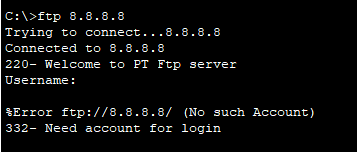 C:\>ftp 8.8.8.8
Trying to connect...8.8.8.8
Connected to 8.8.8.8
220- Welcome to PT Ftp server
Username:
%Error ftp://8.8.8.8/ (No such Account)
332- Need account for login